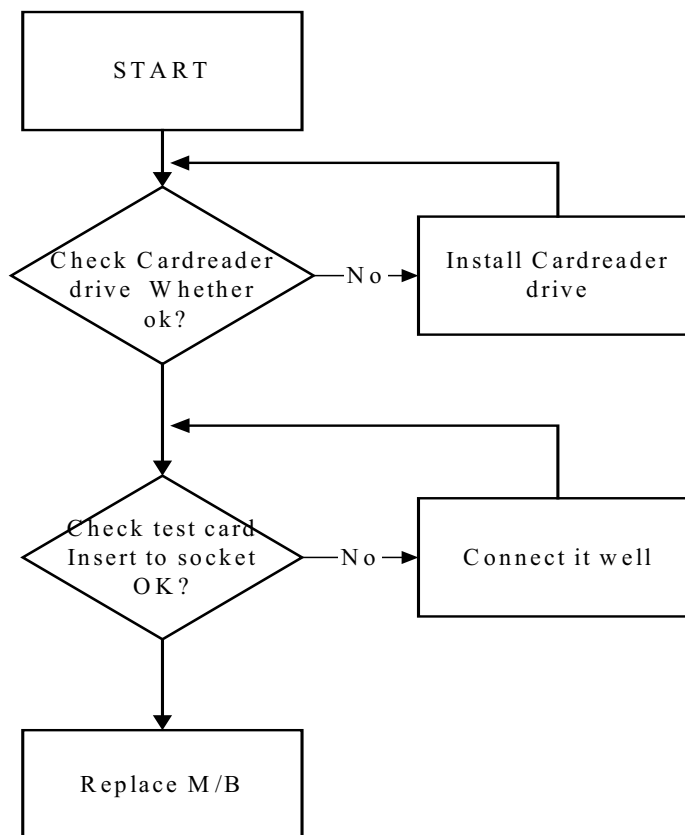 START
Check Cardreader
drive Whether
ok?
No
Install Cardreader
drive
Check test card
Insert to socket
OK?
No
Connect it well
Replace M/B